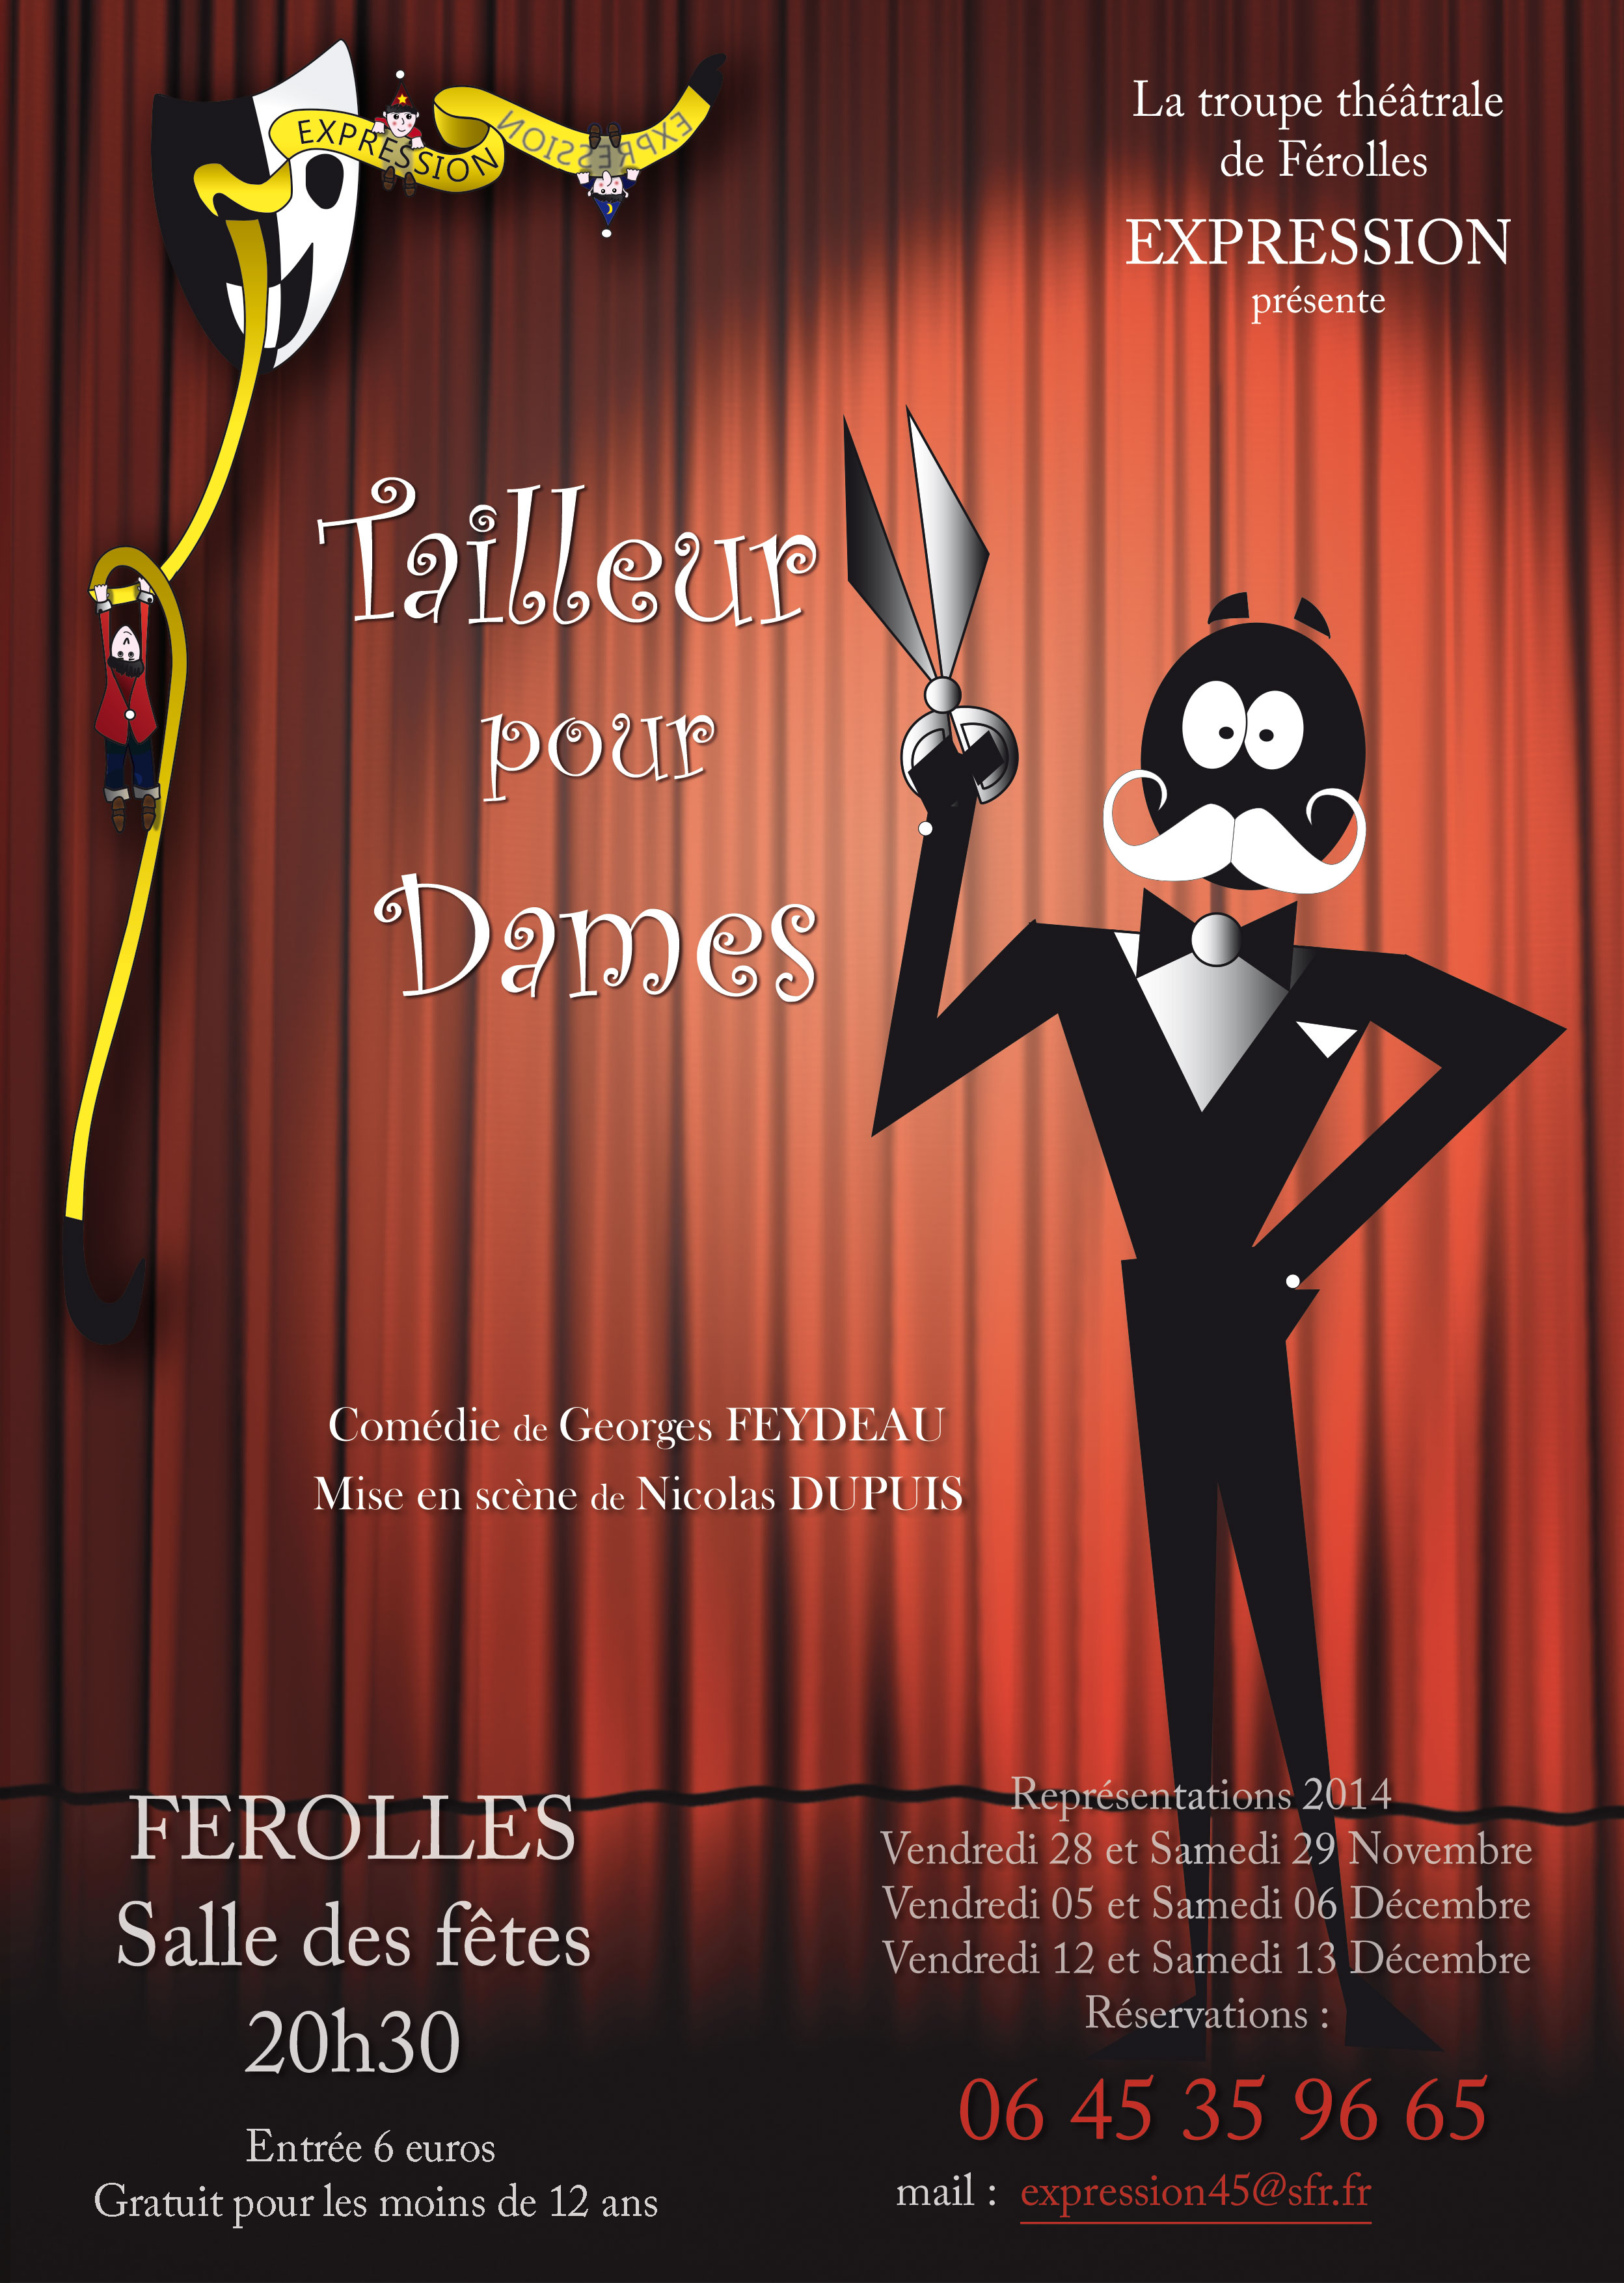 EXPRESSION
EXPRESSION
La troupe théâtrale
de Férolles
EXPRESSION
présente
Tailleur
pour
Dames
Comédie de Georges FEYDEAU
Mise en scène de Nicolas DUPUIS
FEROLLES
Salle des fêtes
20h30
Entrée 6 euros
Gratuit pour les moins de 12 ans
Représentations 2014
Vendredi 28 et Samedi 29 Novembre
Vendredi 05 et Samedi 06 Décembre
Vendredi 12 et Samedi 13 Décembre
Réservations :
06 45 35 96 65
mail : expression45@sfr.fr